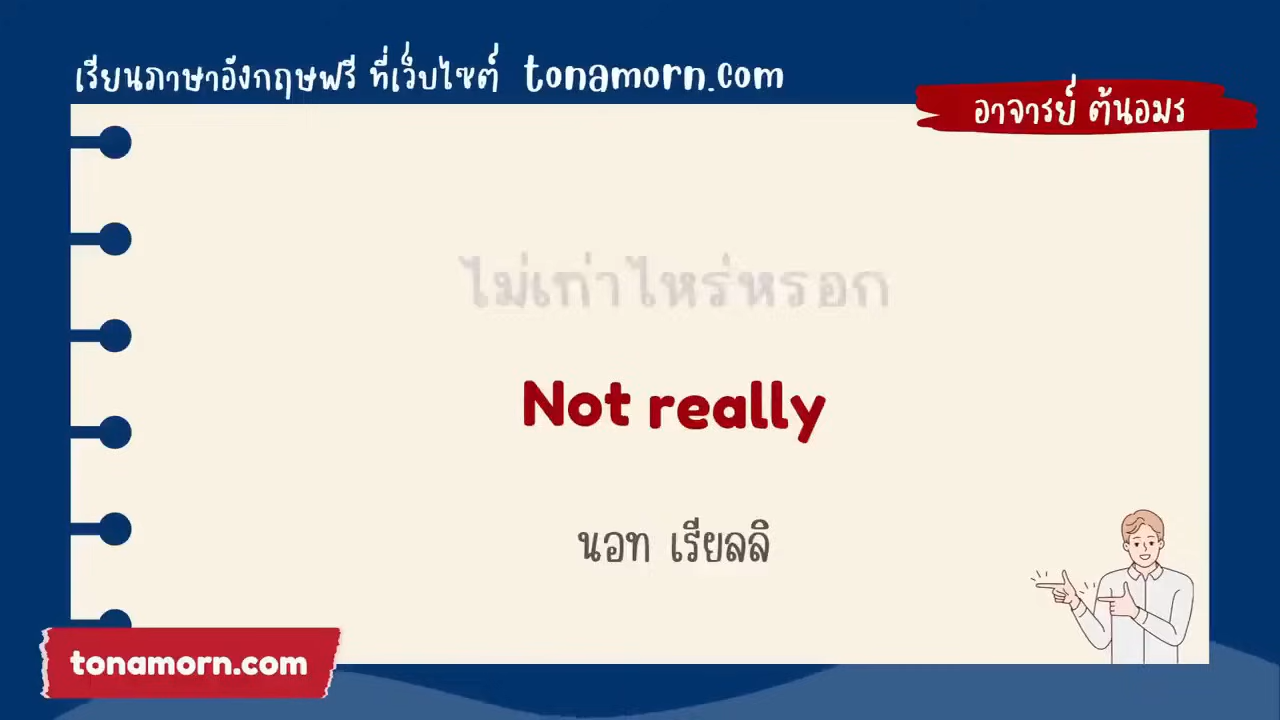 เรียนภาษาอังกฤษฟรี ที่เว็บไซต์ tonamorn.com
อาจารย์ ต้นอมร
ไม่เท่าไหร่หรอก
Not really
นอท เรียลลิ
tonamorn.com